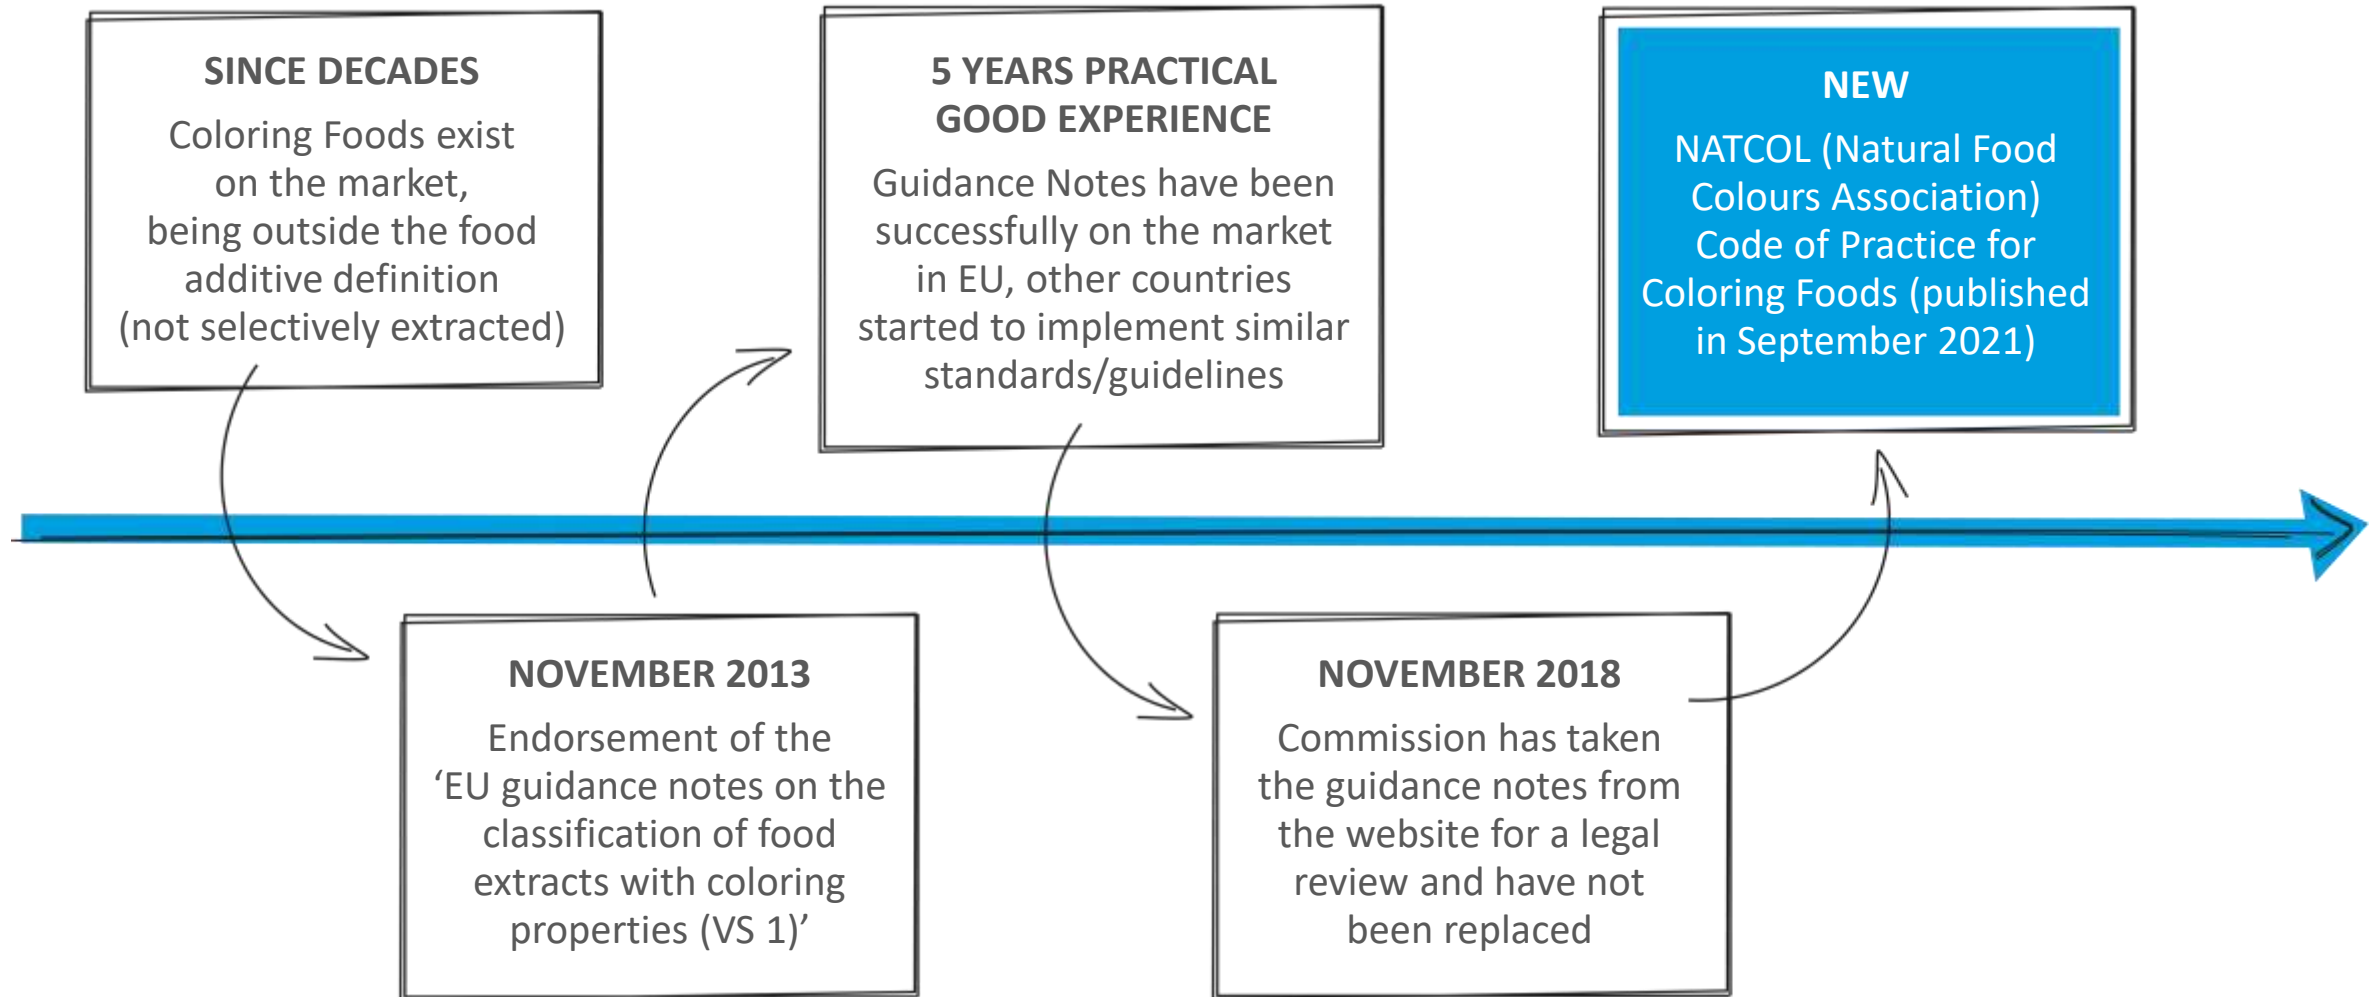 SINCE DECADES
Coloring Foods exist
on the market,
being outside the food
additive definition
(not selectively extracted)
NOVEMBER 2013
Endorsement of the
‘EU guidance notes on the
classification of food
extracts with coloring
properties (VS 1)’
5 YEARS PRACTICAL
GOOD EXPERIENCE
Guidance Notes have been
successfully on the market
in EU, other countries
started to implement similar
standards/guidelines
NOVEMBER 2018
Commission has taken
the guidance notes from
the website for a legal
review and have not
been replaced
NEW
NATCOL (Natural Food
Colours Association)
Code of Practice for
Coloring Foods (published
in September 2021)